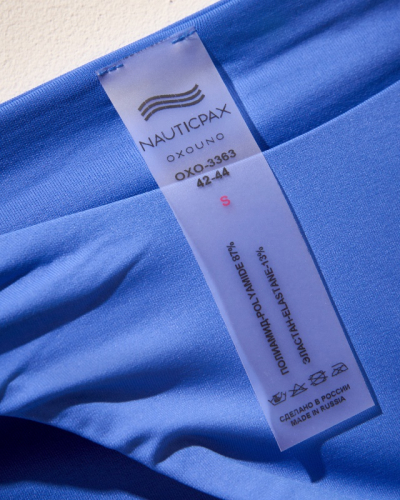 NAUTICPAX
OXOUNO
OXO-3363
42-44
S
ПОЛИАМИД-POLYAMIDE 87%
ЭЛАСТАН-ELASTANE-13%
СДЕЛАНО В РОССИИ
MADE IN RUSSIA